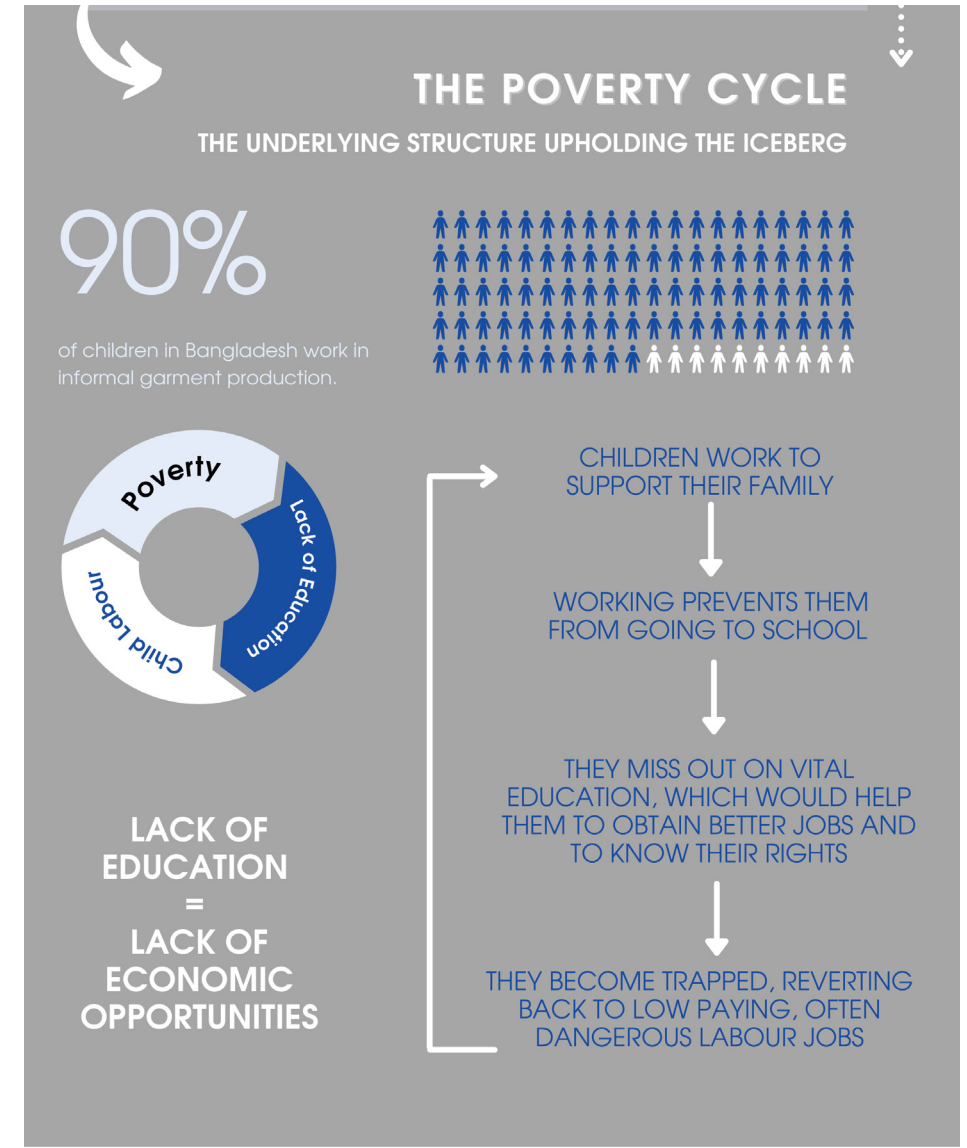 THE POVERTY CYCLE
THE UNDERLYING STRUCTURE UPHOLDING THE ICEBERG
90%
of children in Bangladesh work in
informal garment production.
Poverty
Lack of Education
Child Labour
LACK OF
EDUCATION
=
LACK OF
ECONOMIC
OPPORTUNITIES
CHILDREN WORK TO
SUPPORT THEIR FAMILY
WORKING PREVENTS THEM
FROM GOING TO SCHOOL
THEY MISS OUT ON VITAL
EDUCATION, WHICH WOULD HELP
THEM TO OBTAIN BETTER JOBS AND
TO KNOW THEIR RIGHTS
THEY BECOME TRAPPED, REVERTING
BACK TO LOW PAYING, OFTEN
DANGEROUS LABOUR JOBS